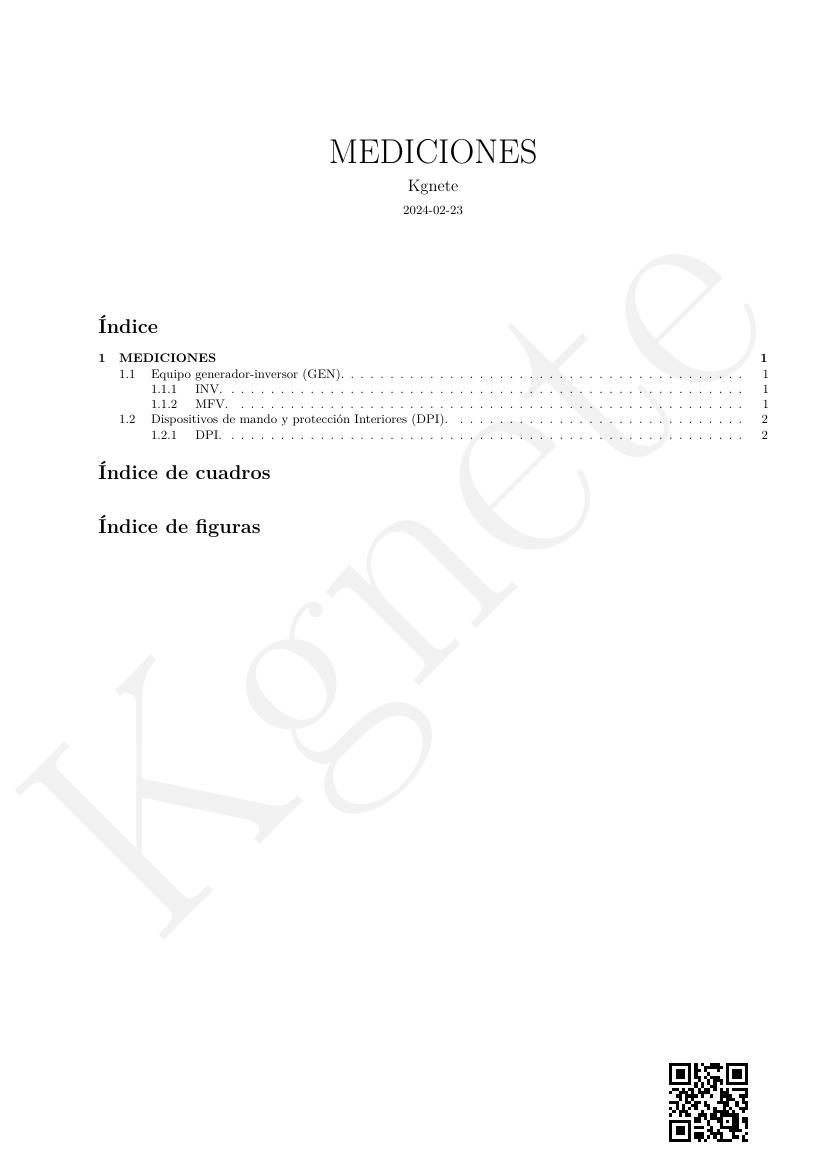 MEDICIONES
Kgnete
2024-02-23
Índice
1 MEDICIONES 1
1.1 Equipo generador-inversor (GEN). . . . . . . . . . . . . . . . . . . . . . . . . . . . . . . . . . . . . . . . . . 1
1.1.1 INV. . . . . . . . . . . . . . . . . . . . . . . . . . . . . . . . . . . . . . . . . . . . . . . . . . . . . . 1
1.1.2 MFV. . . . . . . . . . . . . . . . . . . . . . . . . . . . . . . . . . . . . . . . . . . . . . . . . . . . . 1
1.2 Dispositivos de mando y protección Interiores (DPI). . . . . . . . . . . . . . . . . . . . . . . . . . . . . . 2
1.2.1 DPI. . . . . . . . . . . . . . . . . . . . . . . . . . . . . . . . . . . . . . . . . . . . . . . . . . . . . 2
Índice de cuadros
Índice de figuras
Kgnete